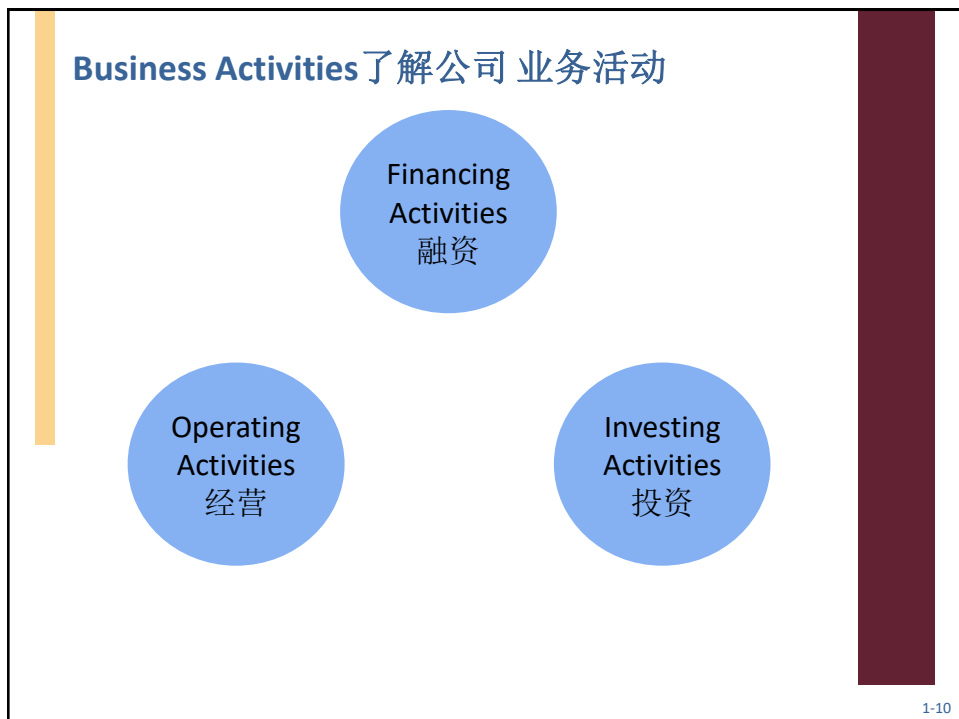 Business Activities了解公司 业务活动
Financing
Activities
融资
Operating
Activities
经营
Investing
Activities
投资
1-10